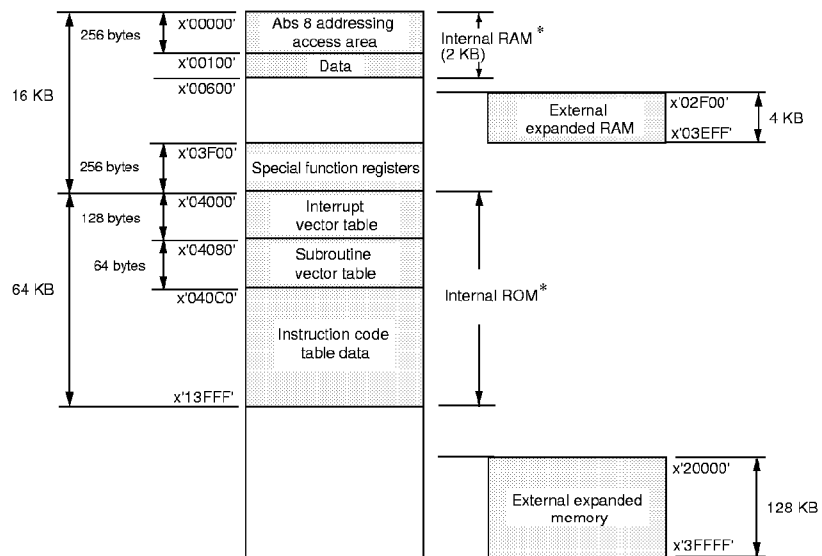 x'00000'
256 bytes
Abs 8 addressing
access area
Internal RAM*
(2 KB)
x'00100'
Data
x'00600'
16 KB
External
expanded RAM
x'02F00'
x'03EFF'
4 KB
x'03F00'
256 bytes
Special function registers
x'04000'
128 bytes
Interrupt
vector table
x'04080'
64 bytes
Subroutine
vector table
64 KB
x'040C0'
Internal ROM*
Instruction code
table data
x'13FFF'
x'20000'
External expanded
memory
128 KB
x'3FFFF'